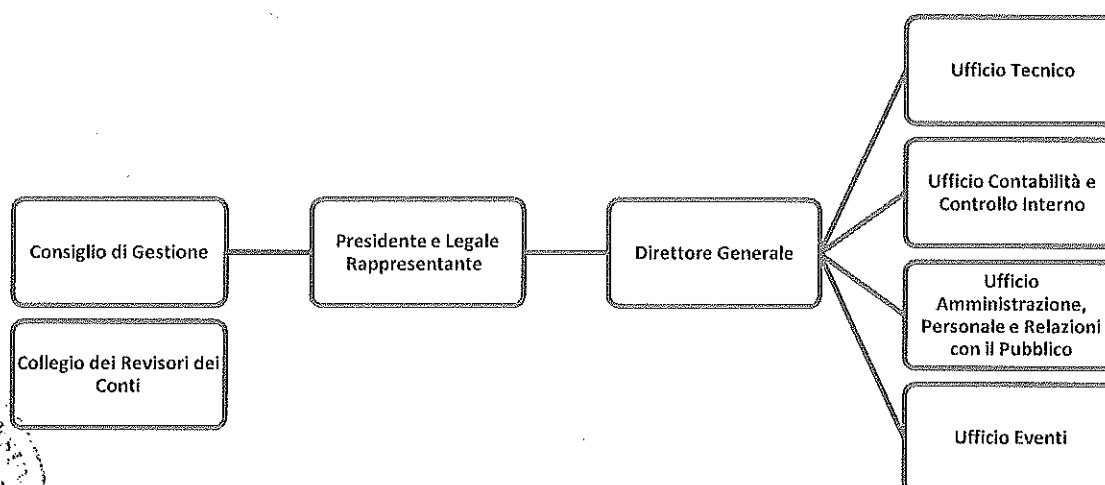 Consiglio di Gestione
Collegio dei Revisori dei
Conti
Presidente e Legale
Rappresentante
Direttore Generale
Ufficio Tecnico
Ufficio Contabilità e
Controllo Interno
Ufficio
Amministrazione,
Personale e Relazioni
con il Pubblico
Ufficio Eventi